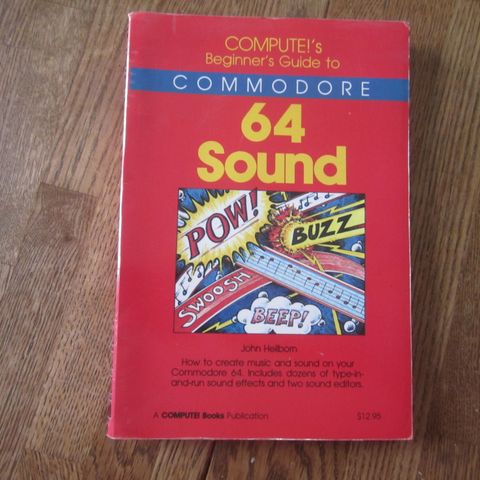 COMPUTE!'s
Beginner's Guide to
COMMODORE
64
Sound
POW!
BUZZ
SWOOSH
BEEP!
John Heilborn
How to create music and sound on your
Commodore 64. Includes dozens of type-in-
and-run sound effects and two sound editors.
A COMPUTE! Books Publication
$12.95